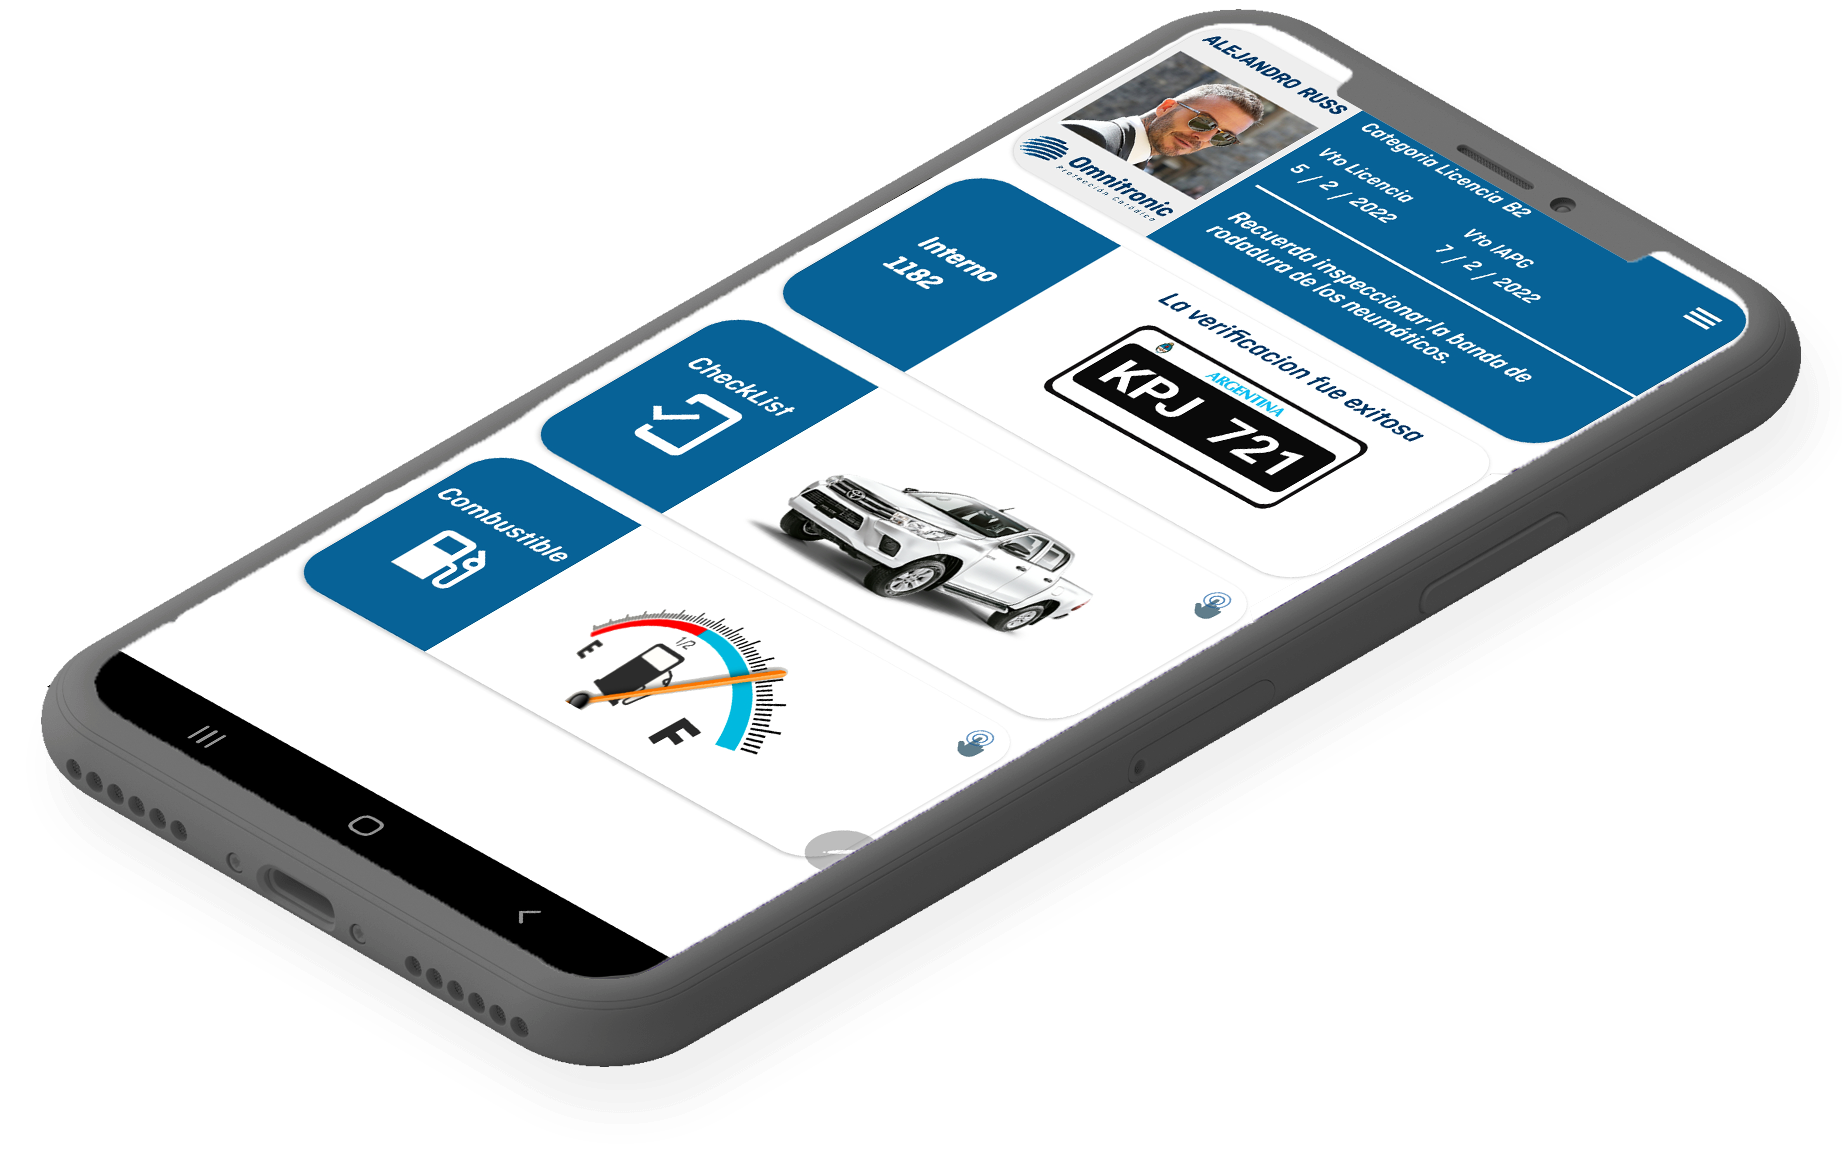 ALEJANDRO RUSS
Omnitronic
Protección Catódica
Categoria Licencia B2
Vto Licencia
5 / 2 / 2022
Vto IAPG
7 / 2 / 2022
Recuerda inspeccionar la banda de
rodadura de los neumáticos.
Interno
1182
La verificacion fue exitosa
ARGENTINA
KPJ 721
CheckList
Combustible
E
1/2
F